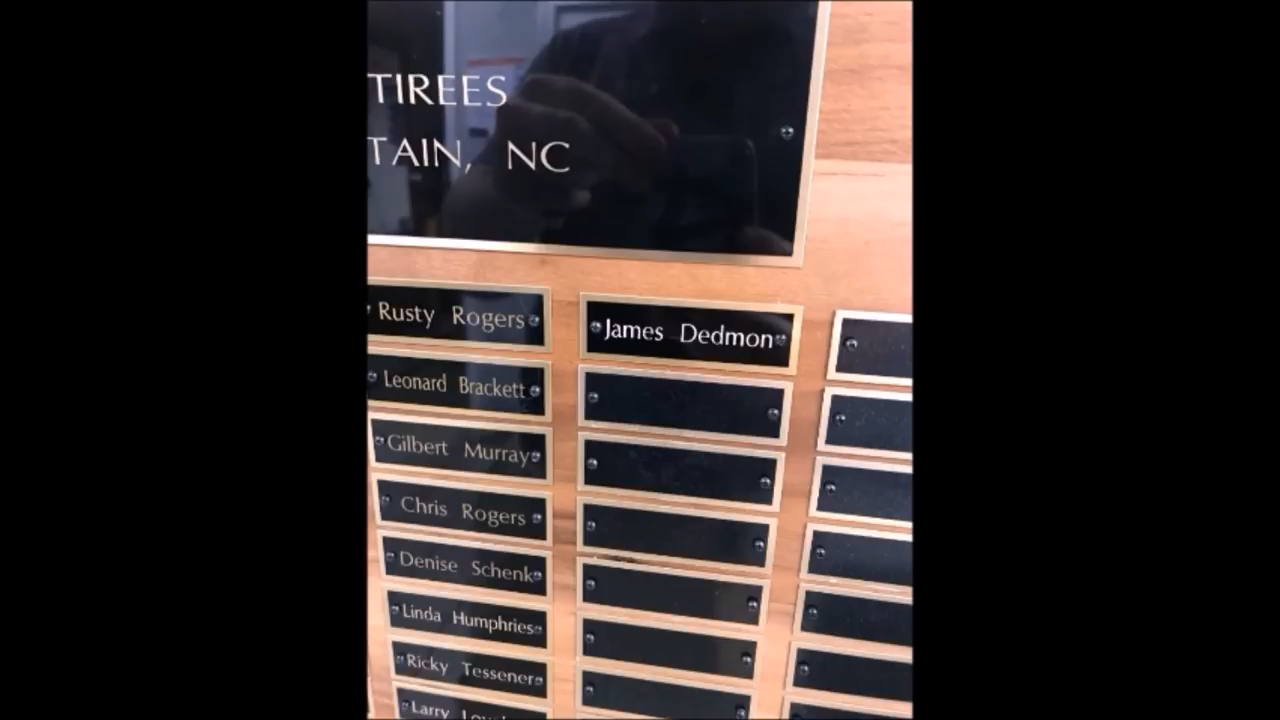 TIREES
TAIN, NC
Rusty Rogers
James Dedmon
Leonard Brackett
Gilbert Murray
Chris Rogers
Denise Schenk
Linda Humphries
Ricky Tessener
Larry